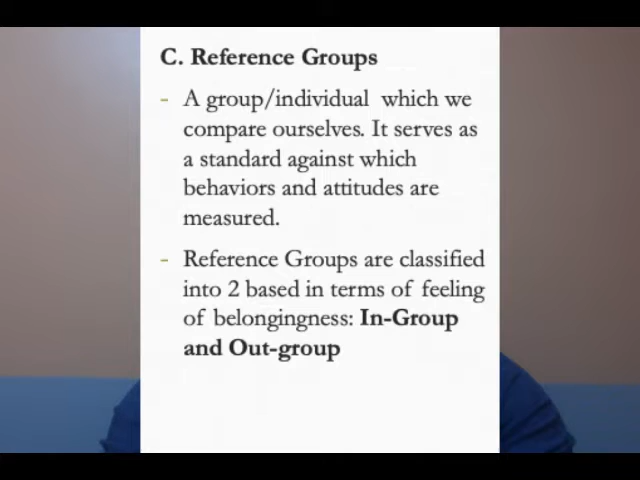 C. Reference Groups
- A group/individual which we
compare ourselves. It serves as
a standard against which
behaviors and attitudes are
measured.
- Reference Groups are classified
into 2 based in terms of feeling
of belongingness: In-Group
and Out-group